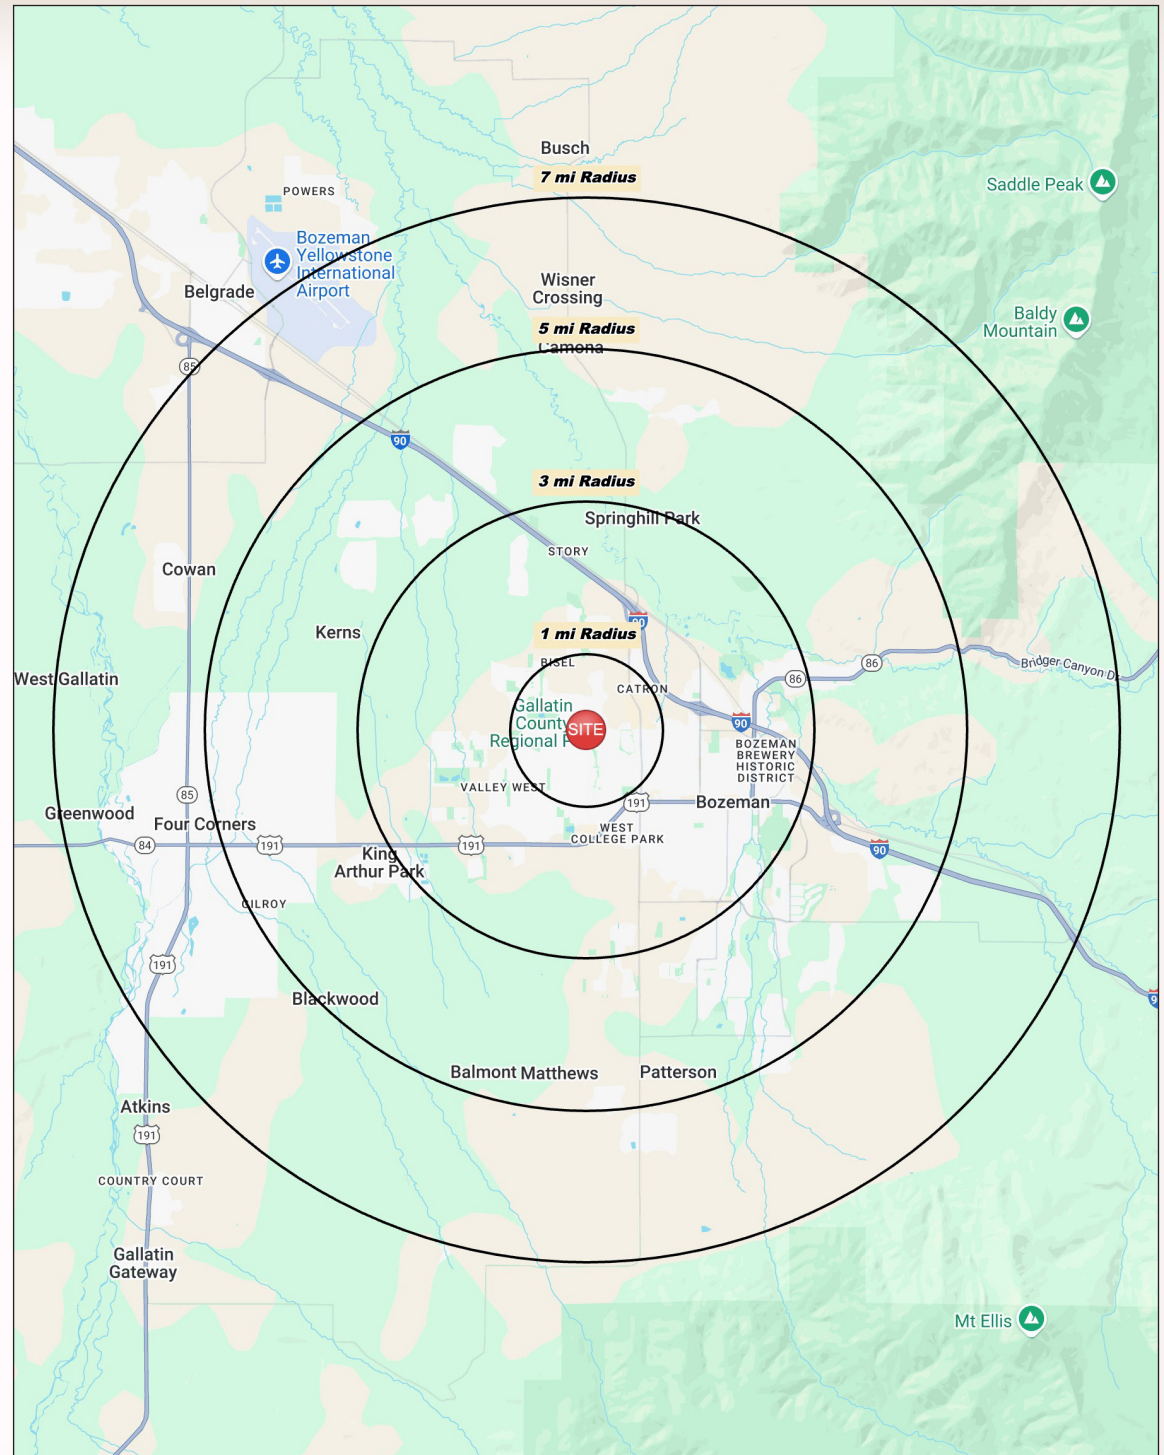 Busch
7 mi Radius
Saddle Peak
POWERS
Bozeman
Yellowstone
International
Airport
Belgrade
Wisner
Crossing
Baldy
Mountain
5 mi Radius
Camona
85
90
3 mi Radius
Springhill Park
STORY
Cowan
90
Kerns
1 mi Radius
BISEL
86
Bridger Canyon Dr
West Gallatin
86
CATRON
Gallatin
County
Regional P
SITE
90
BOZEMAN
BREWERY
HISTORIC
DISTRICT
VALLEY WEST
85
191
Bozeman
Greenwood
Four Corners
WEST
COLLEGE PARK
84
191
191
90
King
Arthur Park
GILROY
191
Blackwood
9
Balmont
Matthews
Patterson
Atkins
191
COUNTRY COURT
Gallatin
Gateway
Mt Ellis